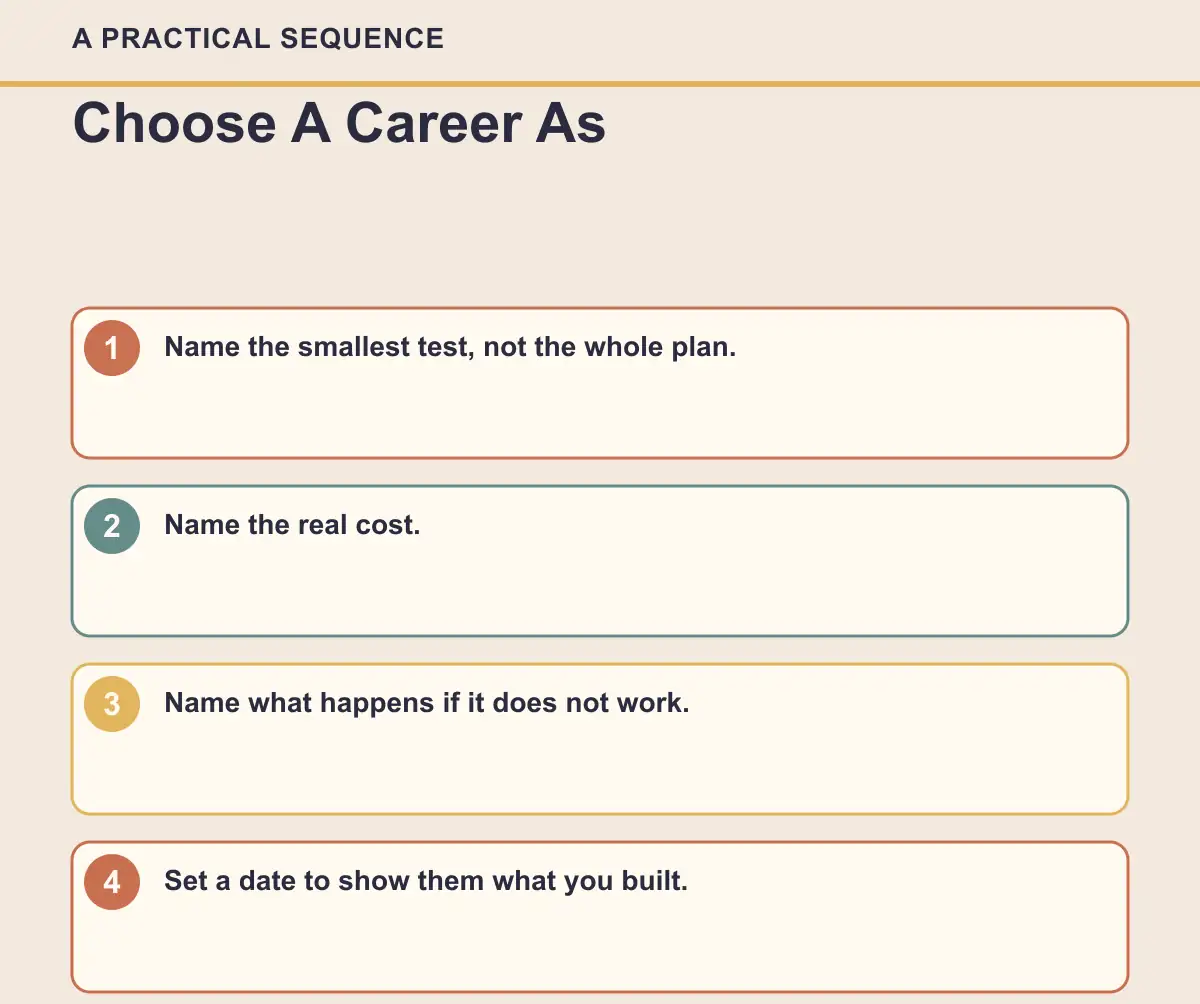 A PRACTICAL SEQUENCE
Choose A Career As
1 Name the smallest test, not the whole plan.
2 Name the real cost.
3 Name what happens if it does not work.
4 Set a date to show them what you built.